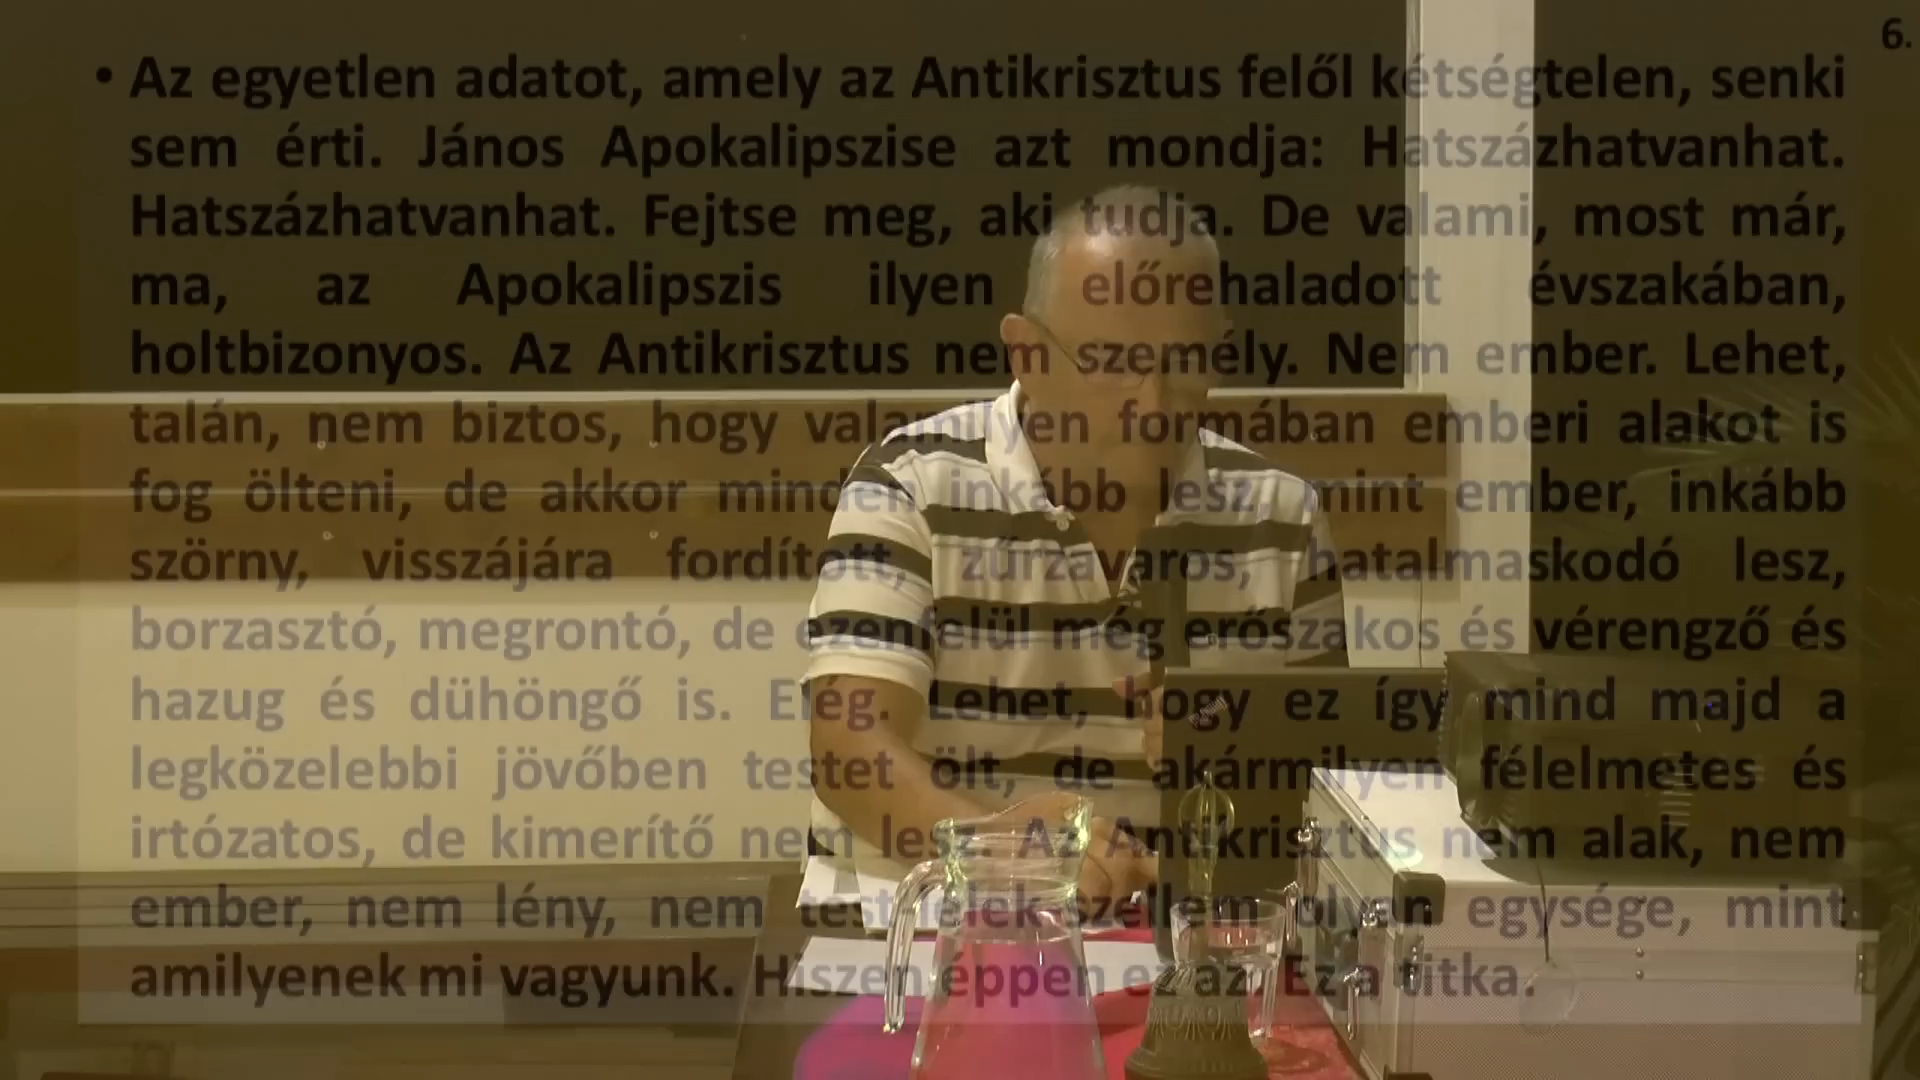 6.
• Az egyetlen adatot, amely az Antikrisztus felől kétségtelen, senki
sem érti. János Apokalipszise azt mondja: Hatszázhatvanhat.
Hatszázhatvanhat. Fejtse meg, aki tudja. De valami, most már,
ma, az Apokalipszis ilyen előrehaladott évszakában,
holtbizonyos. Az Antikrisztus nem személy. Nem ember. Lehet,
talán, nem biztos, hogy valamilyen formában emberi alakot is
fog ölteni, de akkor minden inkább lesz, mint ember, inkább
szörny, visszájára fordított, zűrzavaros, hatalmaskodó lesz,
borzasztó, megrontó, de ezenfelül még erőszakos és vérengző és
hazug és dühöngő is. Elég. Lehet, hogy ez így mind majd a
legközelebbi jövőben testet ölt, de akármilyen félelmetes és
irtózatos, de kimerítő nem lesz. Az Antikrisztus nem alak, nem
ember, nem lény, nem test-lélek-szellem olyan egysége, mint
amilyenek mi vagyunk. Hiszen éppen ez az. Ez a titka.